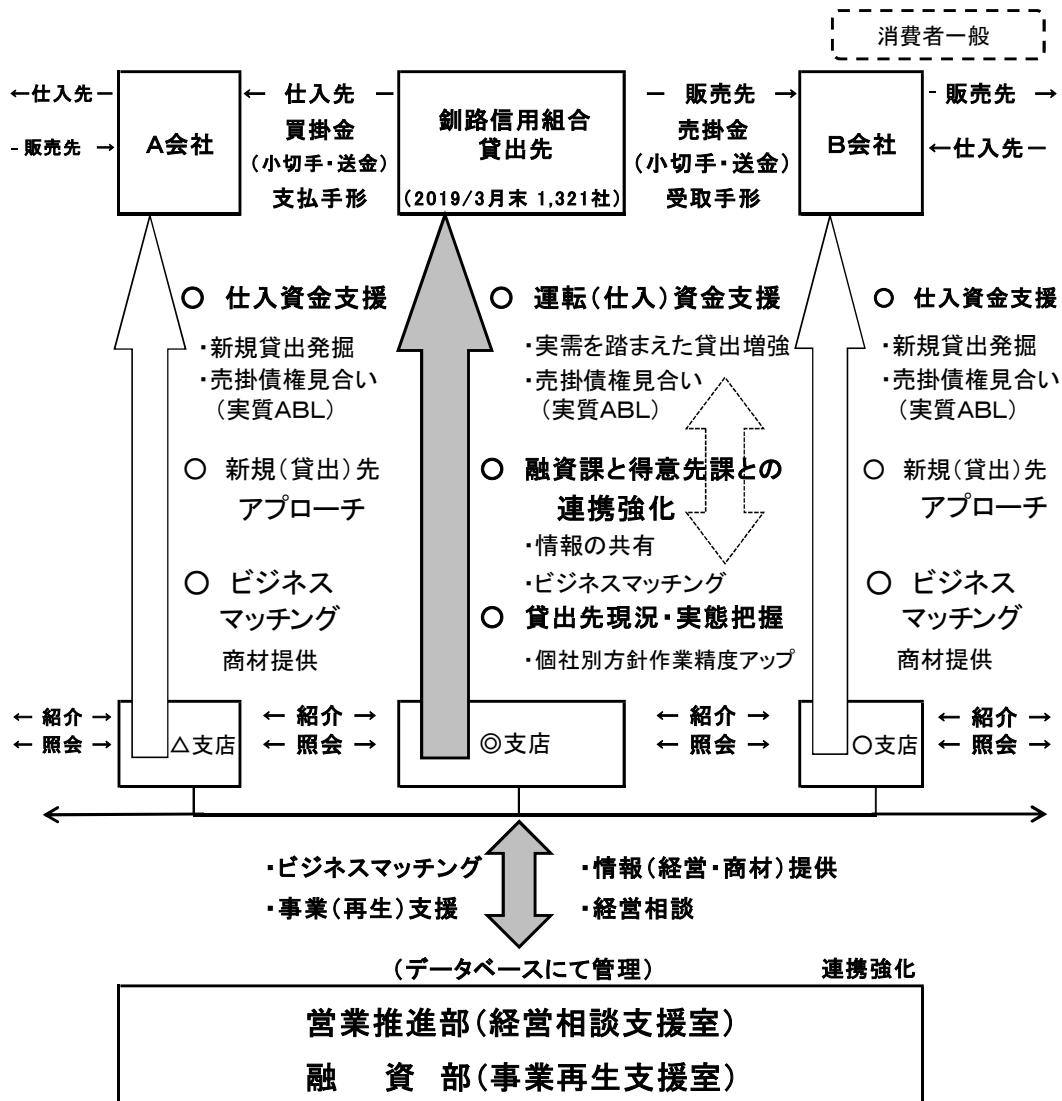 消費者一般
←仕入先－
－販売先 →
A会社
← 仕入先 －
買掛金
(小切手・送金)
支払手形
釧路信用組合
貸出先
(2019/3月末 1,321社)
－ 販売先 →
売掛金
(小切手・送金)
受取手形
B会社
－販売先 →
←仕入先－
○ 仕入資金支援
・新規貸出発掘
・売掛債権見合い
(実質ABL)
○ 新規(貸出)先
アプローチ
○ ビジネス
マッチング
商材提供
○ 運転(仕入)資金支援
・実需を踏まえた貸出増強
・売掛債権見合い
(実質ABL)
○ 融資課と得意先課との
連携強化
・情報の共有
・ビジネスマッチング
○ 貸出先現況・実態把握
・個社別方針作業精度アップ
○ 仕入資金支援
・新規貸出発掘
・売掛債権見合い
(実質ABL)
○ 新規(貸出)先
アプローチ
○ ビジネス
マッチング
商材提供
← 紹介 →
← 照会 →
△支店
← 紹介 →
← 照会 →
◎支店
← 紹介 →
← 照会 →
○支店
← 紹介 →
← 照会 →
・ビジネスマッチング
・事業(再生)支援
・情報(経営・商材)提供
・経営相談
(データベースにて管理)
連携強化
営業推進部(経営相談支援室)
融 資 部(事業再生支援室)